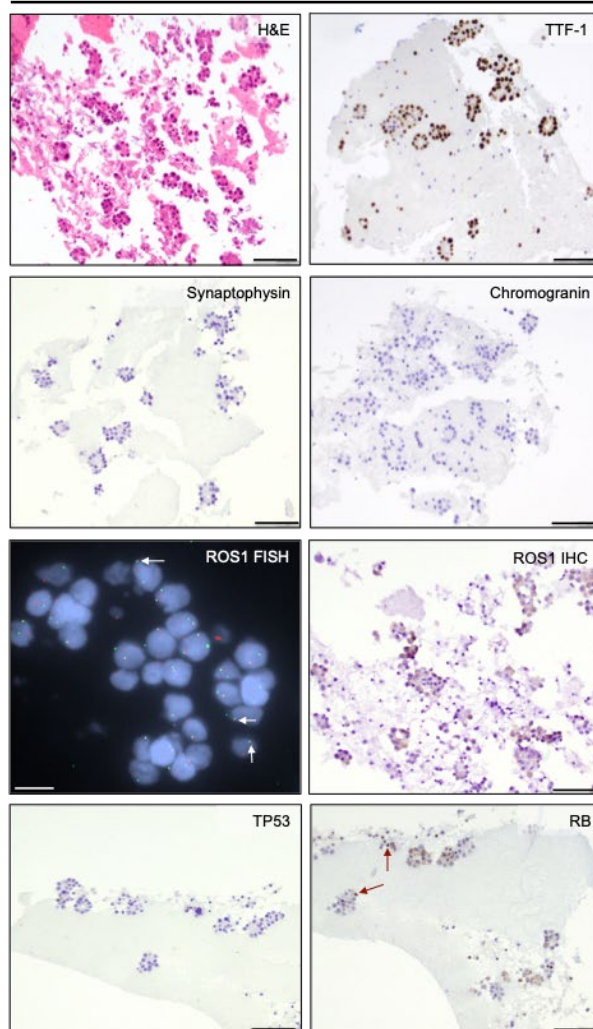 H&E
TTF-1
Synaptophysin
Chromogranin
ROS1 FISH
ROS1 IHC
TP53
RB